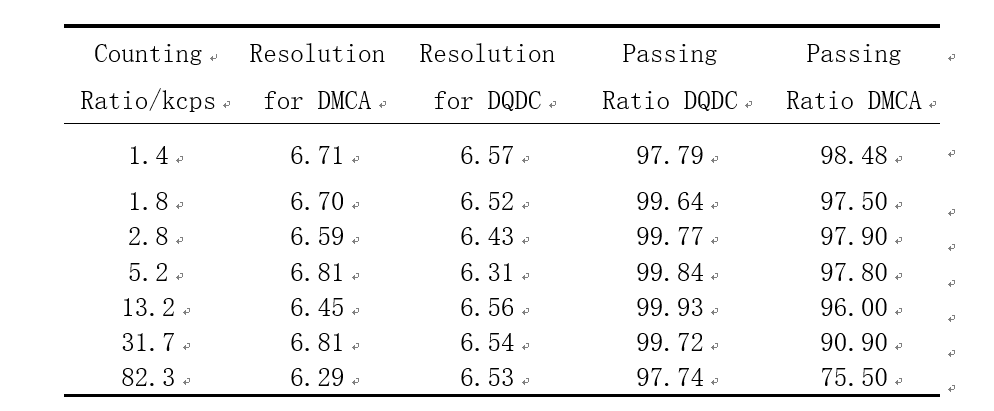 Counting Resolution Resolution Passing Passing
Ratio/kcps for DMCA for DQDC Ratio DQDC Ratio DMCA
1.4 6.71 6.57 97.79 98.48
1.8 6.70 6.52 99.64 97.50
2.8 6.59 6.43 99.77 97.90
5.2 6.81 6.31 99.84 97.80
13.2 6.45 6.56 99.93 96.00
31.7 6.81 6.54 99.72 90.90
82.3 6.29 6.53 97.74 75.50